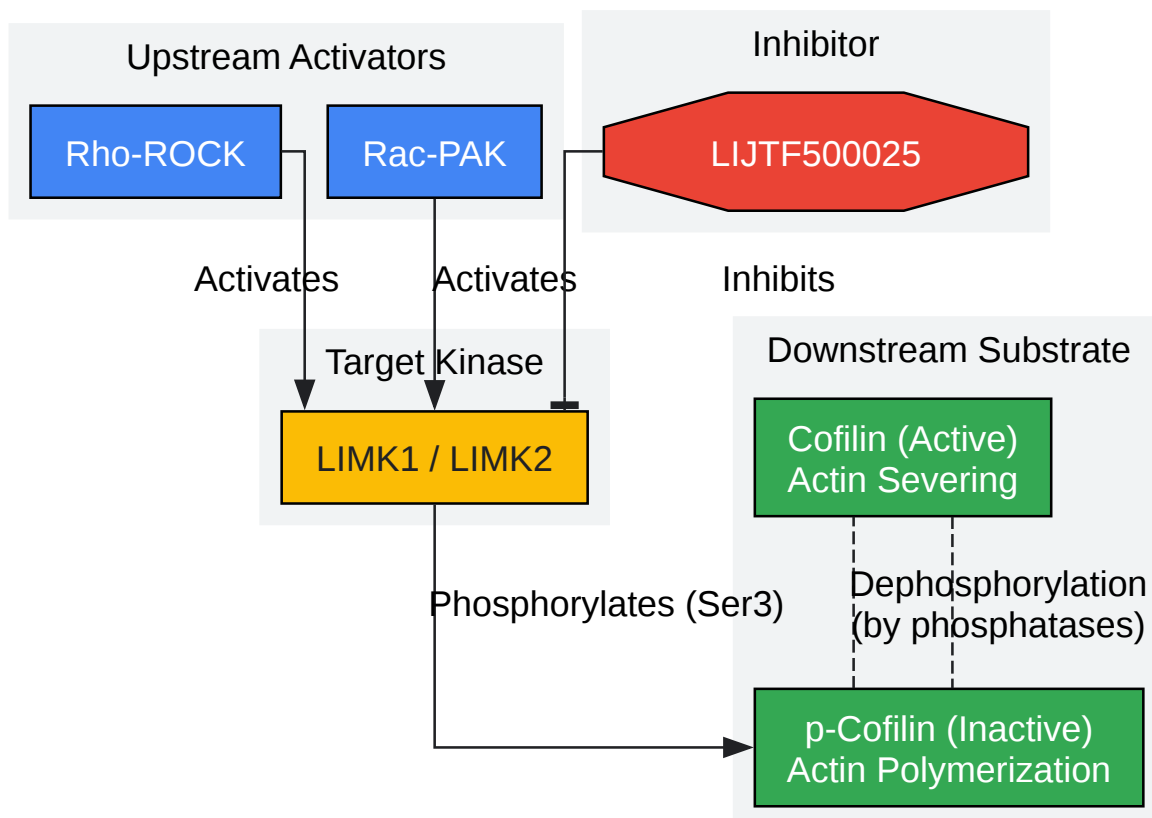 Upstream Activators
Inhibitor
Rho-ROCK
Rac-PAK
LIJTF500025
Activates
Activates
Inhibits
Target Kinase
Downstream Substrate
LIMK1 / LIMK2
Cofilin (Active)
Actin Severing
Phosphorylates (Ser3)
Dephosphorylation
(by phosphatases)
p-Cofilin (Inactive)
Actin Polymerization